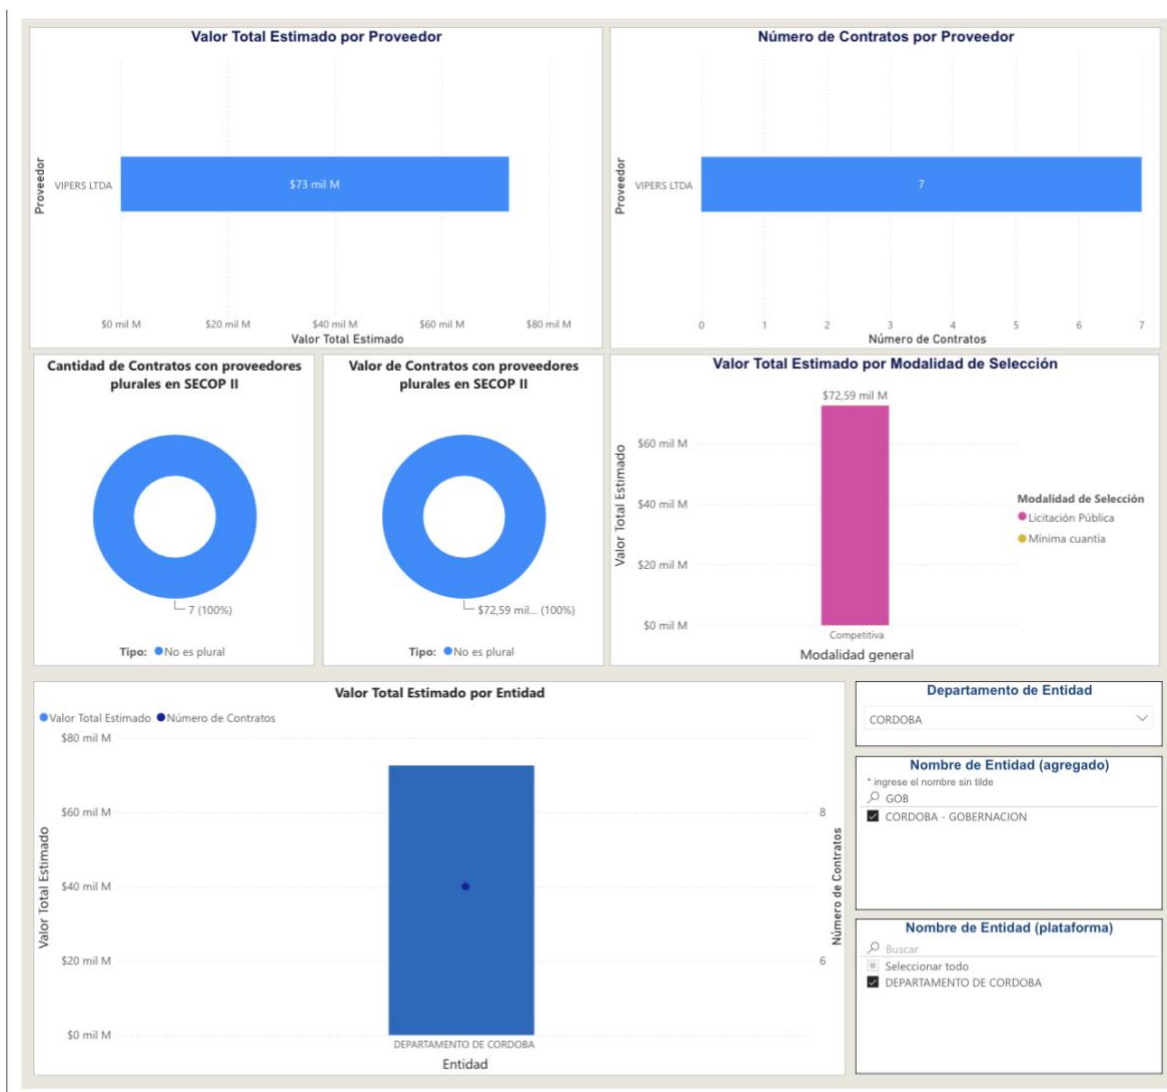 Valor Total Estimado por Proveedor
Proveedor
VIPERS LTDA
$73 mil M
$0 mil M
$20 mil M
$40 mil M
$60 mil M
$80 mil M
Valor Total Estimado
Número de Contratos por Proveedor
Proveedor
VIPERS LTDA
7
0
1
2
3
4
5
6
7
Número de Contratos
Cantidad de Contratos con proveedores
plurales en SECOP II
7 (100%)
Tipo: No es plural
Valor de Contratos con proveedores
plurales en SECOP II
$72,59 mil... (100%)
Tipo: No es plural
Valor Total Estimado por Modalidad de Selección
$72,59 mil M
Valor Total Estimado
$60 mil M
$40 mil M
$20 mil M
$0 mil M
Competitiva
Modalidad general
Modalidad de Selección
Licitación Pública
Mínima cuantia
Valor Total Estimado por Entidad
Valor Total Estimado Número de Contratos
Valor Total Estimado
$80 mil M
$60 mil M
$40 mil M
$20 mil M
$0 mil M
8
6
Número de Contratos
DEPARTAMENTO DE CORDOBA
Entidad
Departamento de Entidad
CORDOBA
Nombre de Entidad (agregado)
* ingrese el nombre sin tilde
GOB
CORDOBA - GOBERNACION
Nombre de Entidad (plataforma)
Buscar
Seleccionar todo
DEPARTAMENTO DE CORDOBA